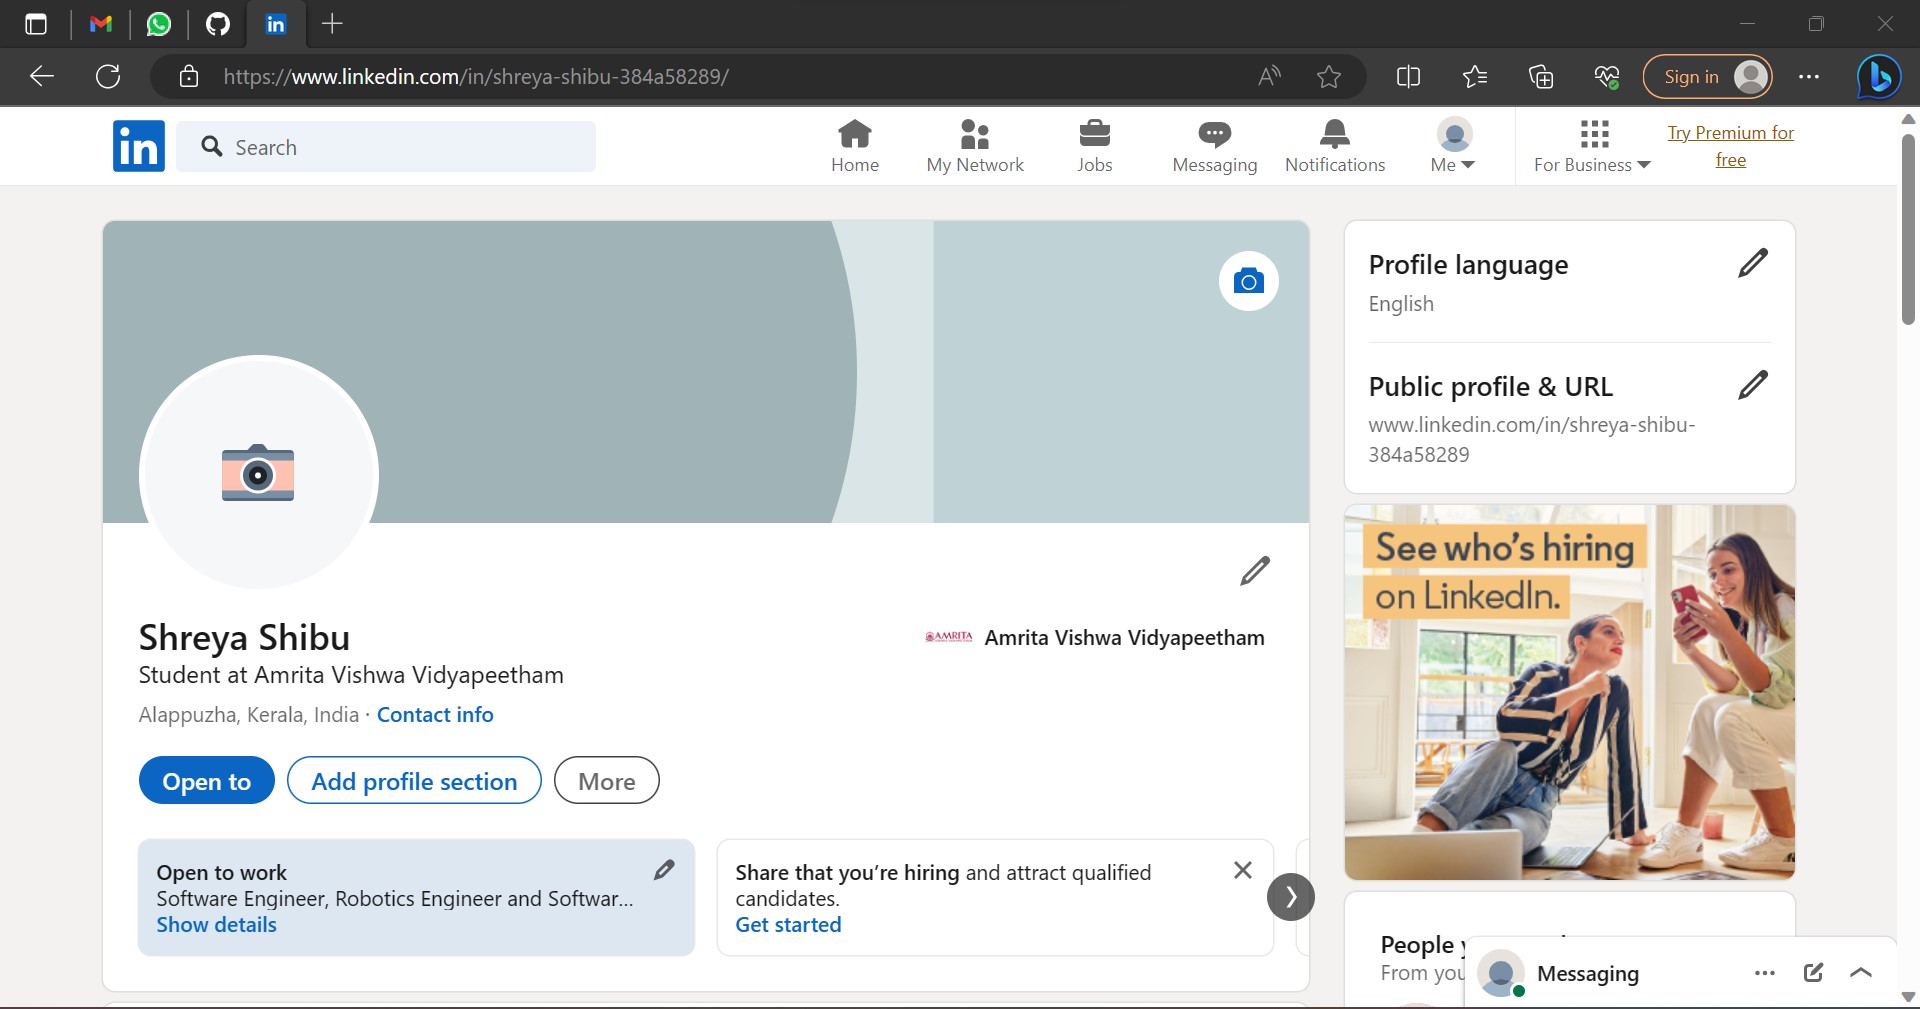 https://www.linkedin.com/in/shreya-shibu-384a58289/
Sign in
in
Search
Home
My Network
Jobs
Messaging
Notifications
Me
For Business
Try Premium for
free
Profile language
English
Public profile & URL
www.linkedin.com/in/shreya-shibu-
384a58289
See who's hiring
on LinkedIn.
Shreya Shibu
AMRITA
Amrita Vishwa Vidyapeetham
Student at Amrita Vishwa Vidyapeetham
Alappuzha, Kerala, India · Contact info
Open to
Add profile section
More
Open to work
Software Engineer, Robotics Engineer and Softwar...
Show details
Share that you're hiring and attract qualified
candidates.
Get started
People
From you
Messaging